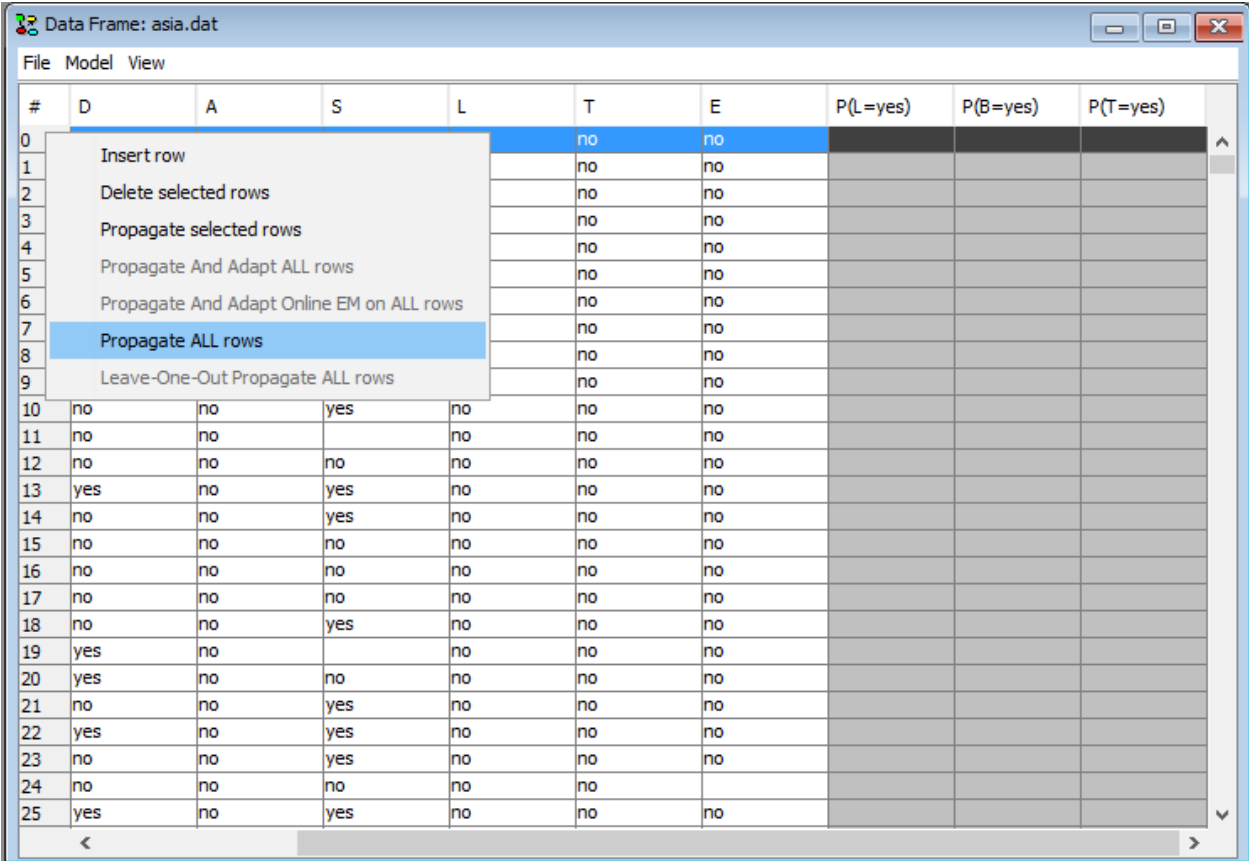 Data Frame: asia.dat
File Model View
# D A S L T E P(L=yes) P(B=yes) P(T=yes)
0 no no
Insert row
1 no no
Delete selected rows
2 no no
3 no no
Propagate selected rows
4 no no
Propagate And Adapt ALL rows
5 no no
Propagate And Adapt Online EM on ALL rows
6 no no
7 no no
Propagate ALL rows
8 no no
Leave-One-Out Propagate ALL rows
9 no no
10 no no yes no no no
11 no no no no no
12 no no no no no no
13 yes no yes no no no
14 no no yes no no no
15 no no no no no no
16 no no no no no no
17 no no no no no no
18 no no yes no no no
19 yes no no no no
20 yes no no no no no
21 no no yes no no no
22 yes no yes no no no
23 no no yes no no no
24 no no no no no
25 yes no yes no no no